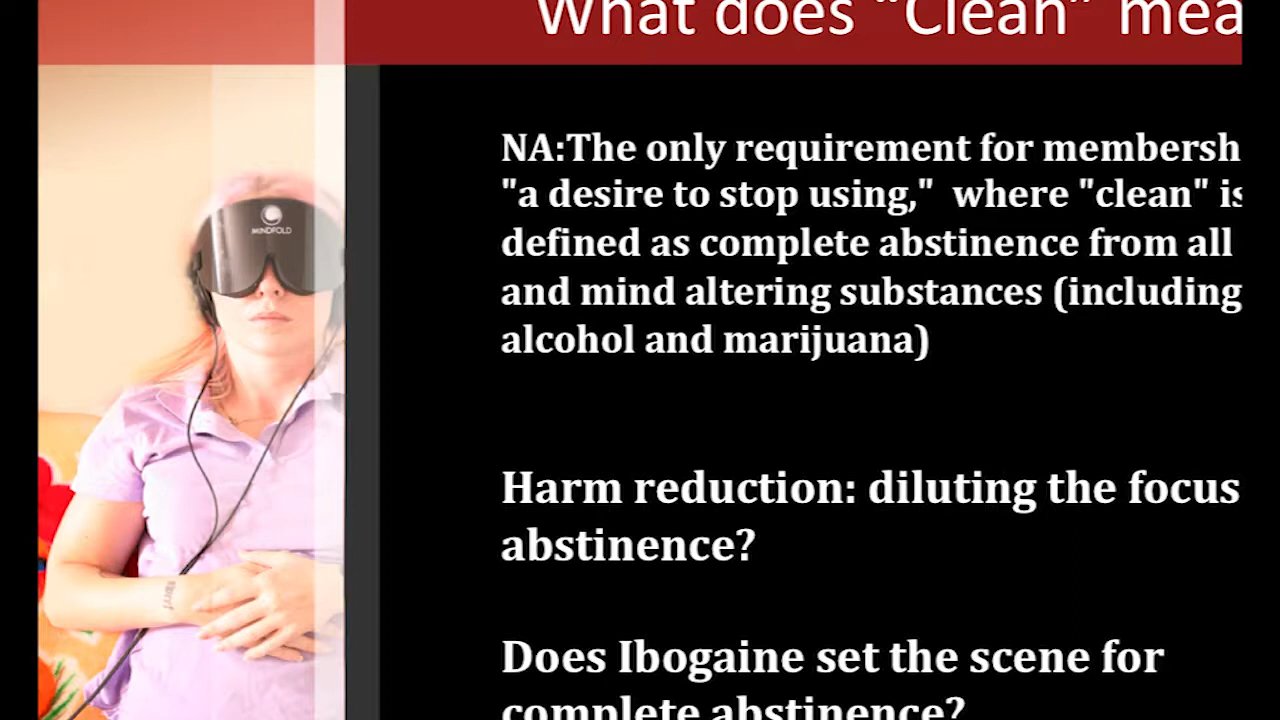 What does "Clean" mea
MINDFOLD
NA:The only requirement for membersh
"a desire to stop using,"  where "clean" is
defined as complete abstinence from all
and mind altering substances (including
alcohol and marijuana)
Harm reduction: diluting the focus
abstinence?
Does Ibogaine set the scene for
complete abstinence?